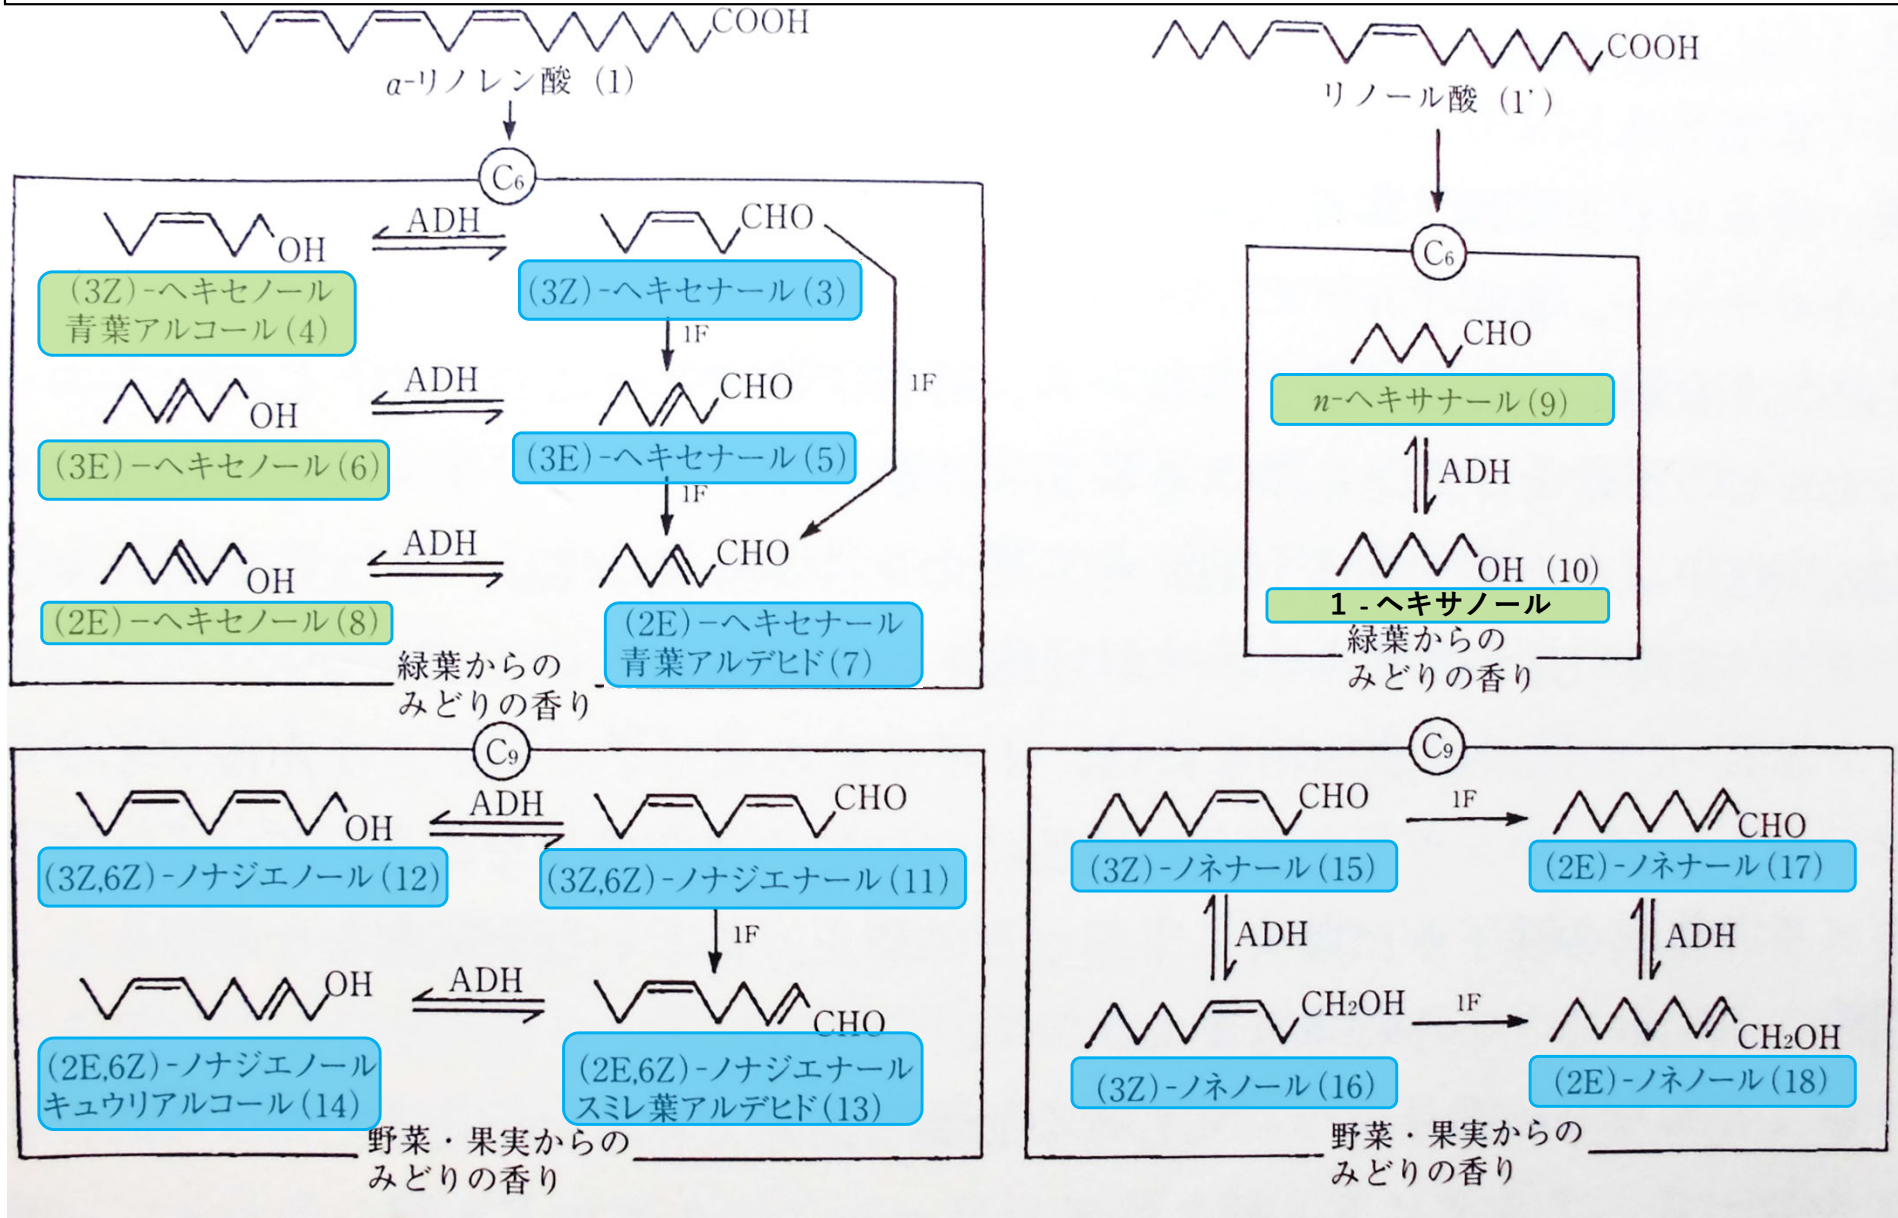 COOH
α-リノレン酸 (1)
COOH
リノール酸 (1')
C₆
OH
ADH
CHO
(3Z)-ヘキセノール
青葉アルコール(4)
(3Z)-ヘキセナール(3)
1F
OH
ADH
CHO
1F
(3E)-ヘキセノール(6)
(3E)-ヘキセナール(5)
1F
OH
ADH
CHO
(2E)-ヘキセノール(8)
(2E)-ヘキセナール
青葉アルデヒド(7)
緑葉からの
みどりの香り
C₆
CHO
n-ヘキサナール(9)
ADH
OH (10)
1-ヘキサノール
緑葉からの
みどりの香り
C₉
OH
ADH
CHO
(3Z,6Z)-ノナジエノール(12)
(3Z,6Z)-ノナジエナール(11)
1F
OH
ADH
CHO
(2E,6Z)-ノナジエノール
キュウリアルコール(14)
(2E,6Z)-ノナジエナール
スミレ葉アルデヒド(13)
野菜・果実からの
みどりの香り
C₉
CHO
1F
CHO
(3Z)-ノネナール(15)
(2E)-ノネナール(17)
ADH
ADH
CH₂OH
1F
CH₂OH
(3Z)-ノネノール(16)
(2E)-ノネノール(18)
野菜・果実からの
みどりの香り